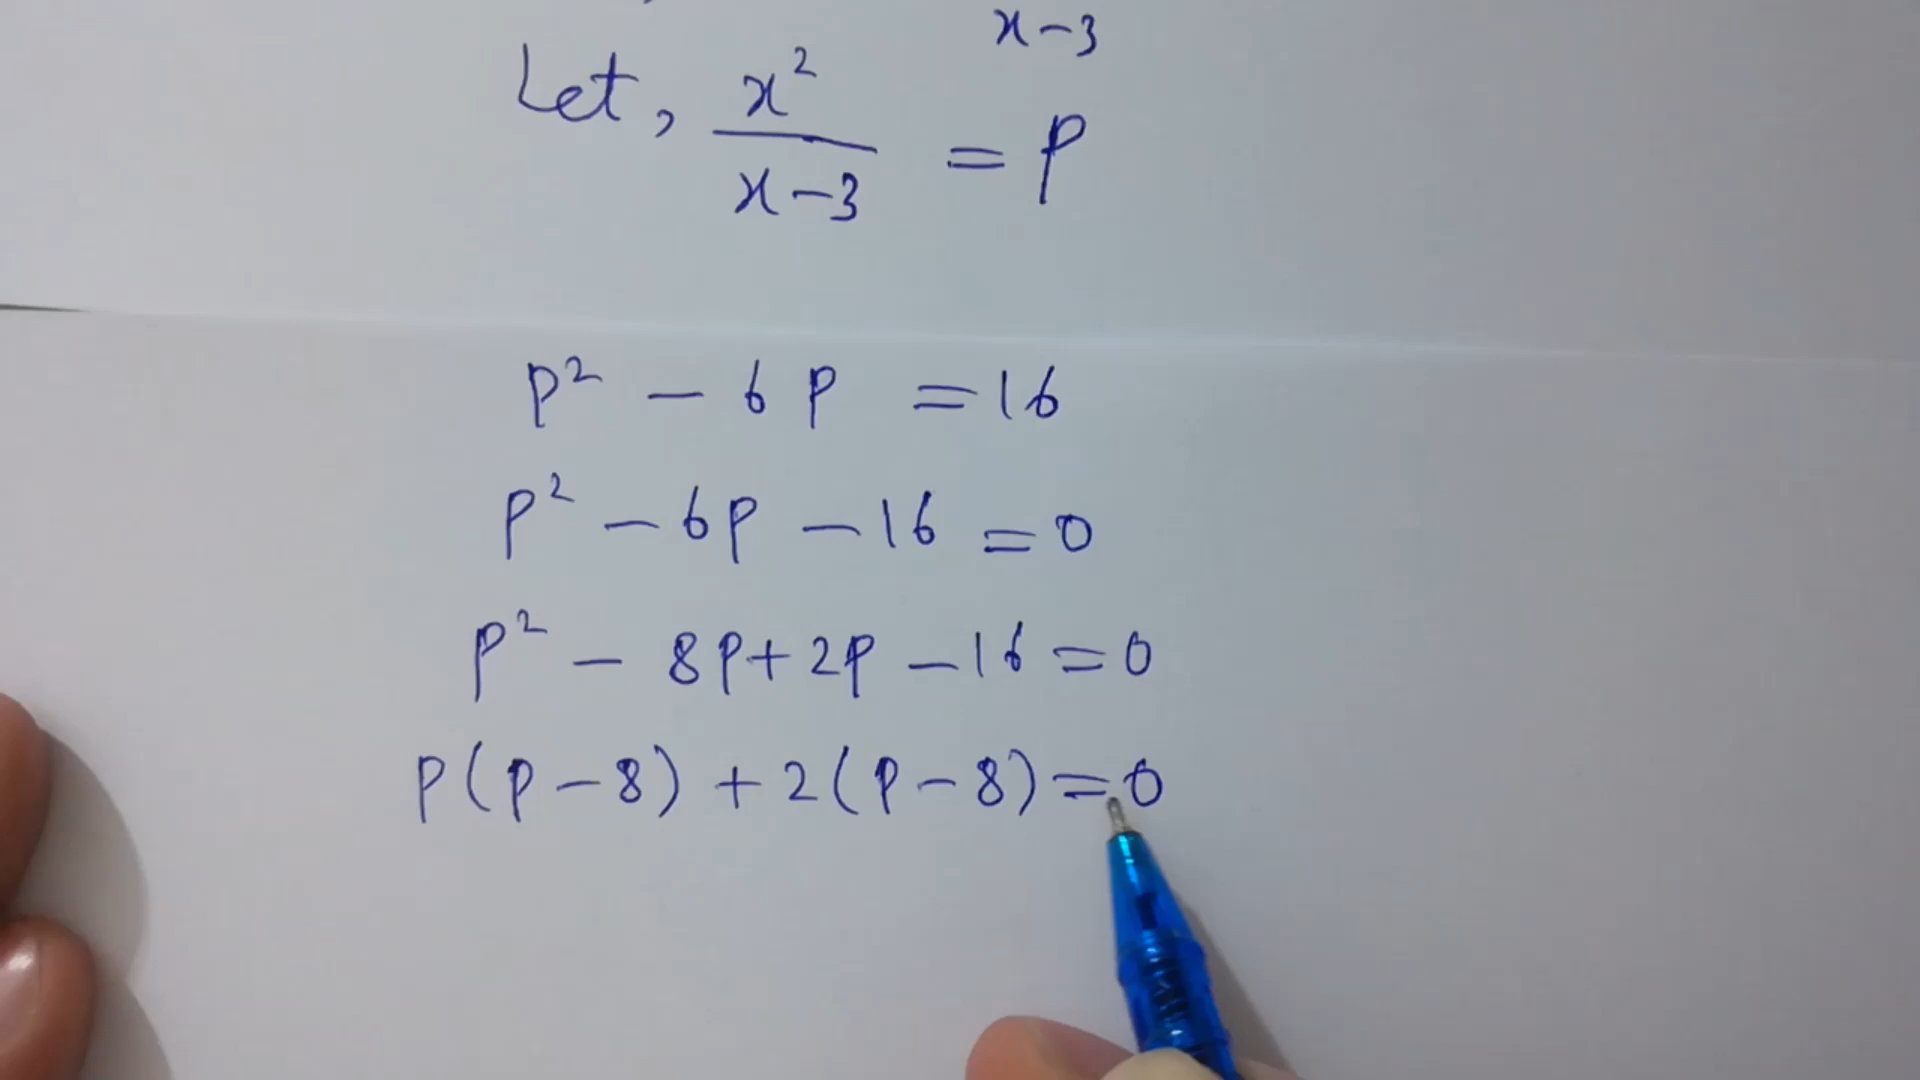 x-3
Let, x²/x-3 = P
P² - 6P = 16
P² - 6P - 16 = 0
P² - 8P + 2P - 16 = 0
P(P-8) + 2(P-8) = 0